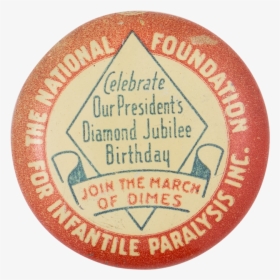 THE NATIONAL FOUNDATION
FOR INFANTILE PARALYSIS INC.
Celebrate
Our President's
Diamond Jubilee
Birthday
JOIN THE MARCH
OF DIMES